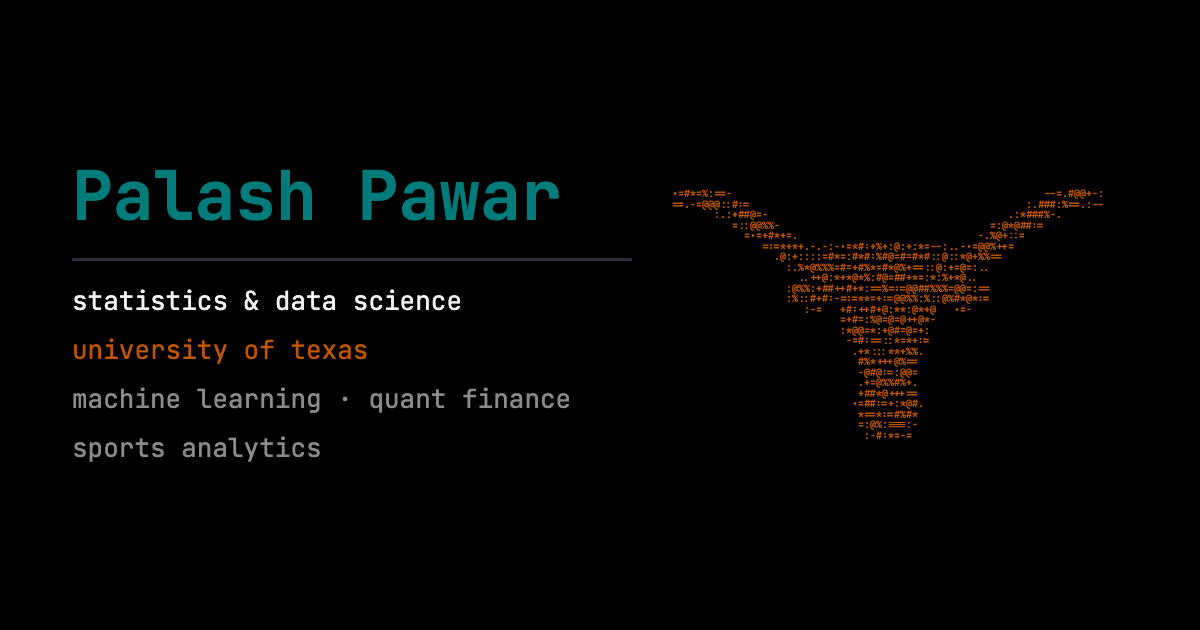 Palash Pawar
statistics & data science
university of texas
machine learning · quant finance
sports analytics